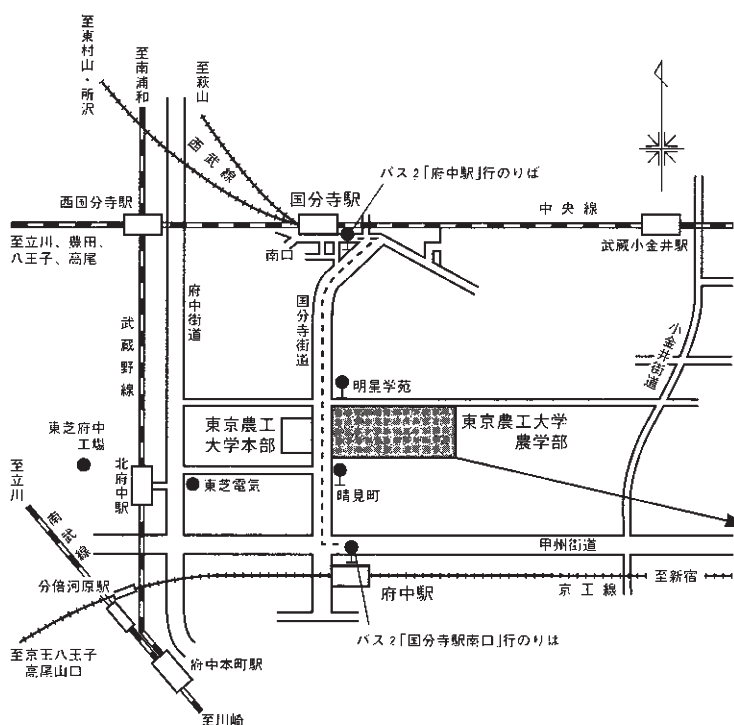 至東村山・所沢
至南浦和
至萩山
西武線
バス2「府中駅」行のりば
西国分寺駅
国分寺駅
中央線
武蔵小金井駅
至立川、豊田、
八王子、高尾
南口
府中街道
国分寺街道
武蔵野線
小金井街道
明星学苑
東京農工
大学本部
東京農工大学
農学部
東芝府中
工場
至立川
北府中駅
東芝電気
晴見町
南武線
甲州街道
分倍河原駅
府中駅
京王線
至新宿
至京王八王子
高尾山口
府中本町駅
バス2「国分寺駅南口」行のりば
至川崎